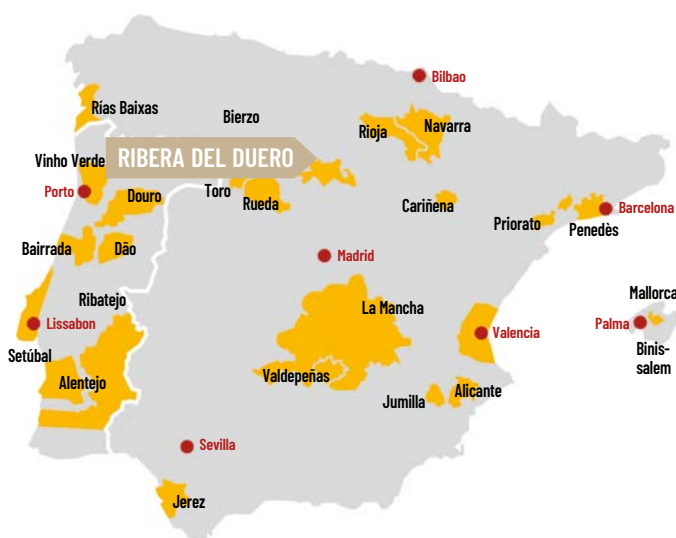 Bilbao
Rías Baixas
Bierzo
Rioja
Navarra
Vinho Verde
RIBERA DEL DUERO
Porto
Douro
Toro
Rueda
Cariñena
Priorato
Barcelona
Penedès
Bairrada
Dão
Madrid
Ribatejo
La Mancha
Mallorca
Lissabon
Valencia
Palma
Setúbal
Binis-
salem
Alentejo
Valdepeñas
Jumilla
Alicante
Sevilla
Jerez